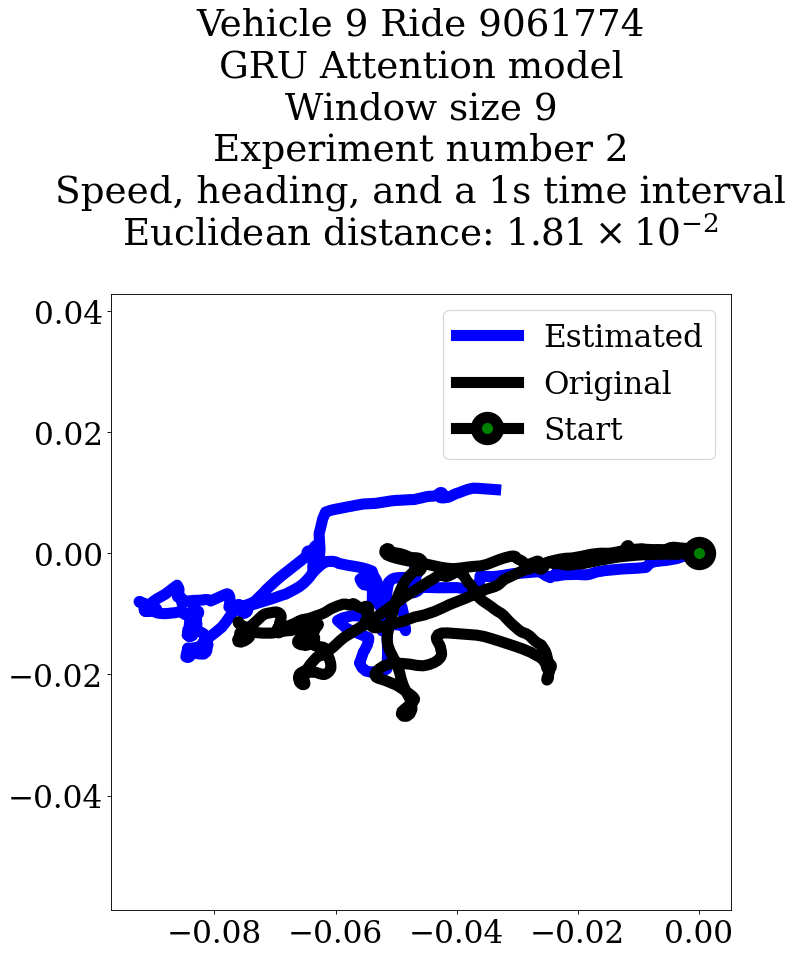 Vehicle 9 Ride 9061774
GRU Attention model
Window size 9
Experiment number 2
Speed, heading, and a 1s time interval
Euclidean distance: 1.81 × 10⁻²
Estimated
Original
Start
0.04
0.02
0.00
−0.02
−0.04
−0.08 −0.06 −0.04 −0.02 0.00